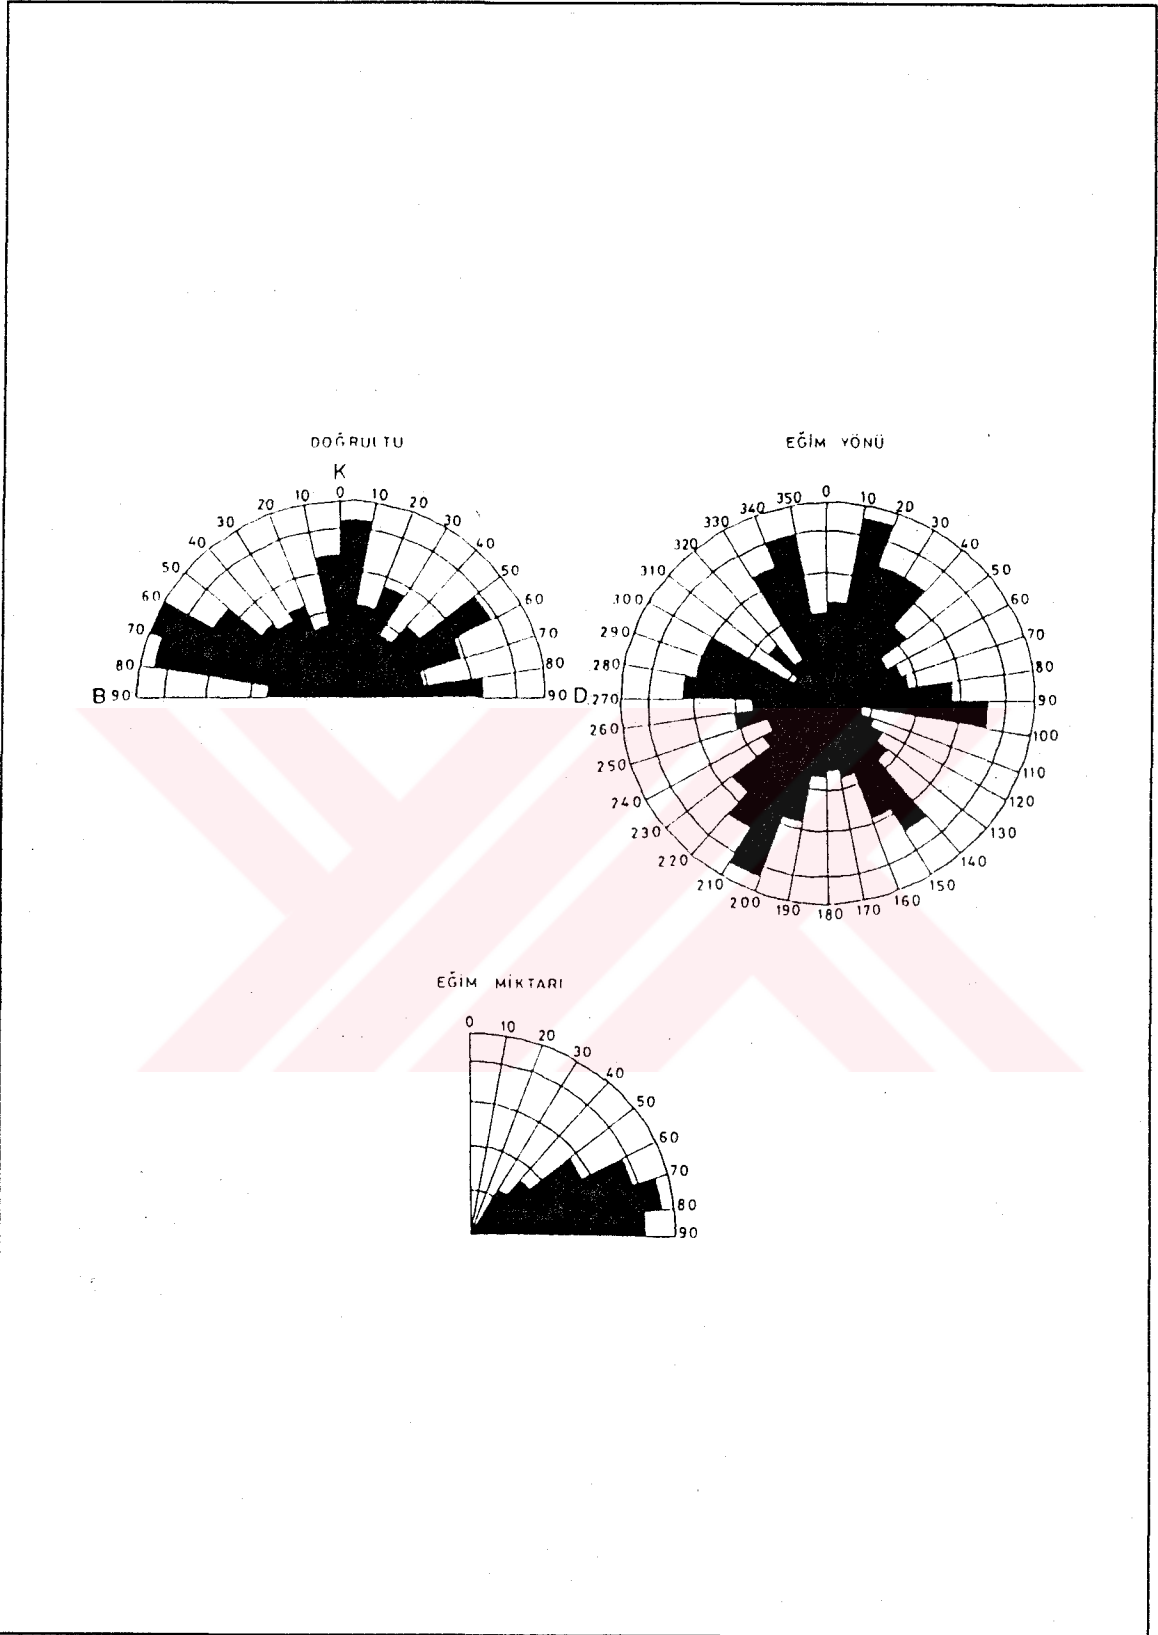 DOĞRULTU
K
90 80 70 60 50 40 30 20 10 0 10 20 30 40 50 60 70 80 90
B D
EĞİM YÖNÜ
0 10 20 30 40 50 60 70 80 90 100 110 120 130 140 150 160 170 180 190 200 210 220 230 240 250 260 270 280 290 300 310 320 330 340 350
EĞİM MİKTARI
0 10 20 30 40 50 60 70 80 90